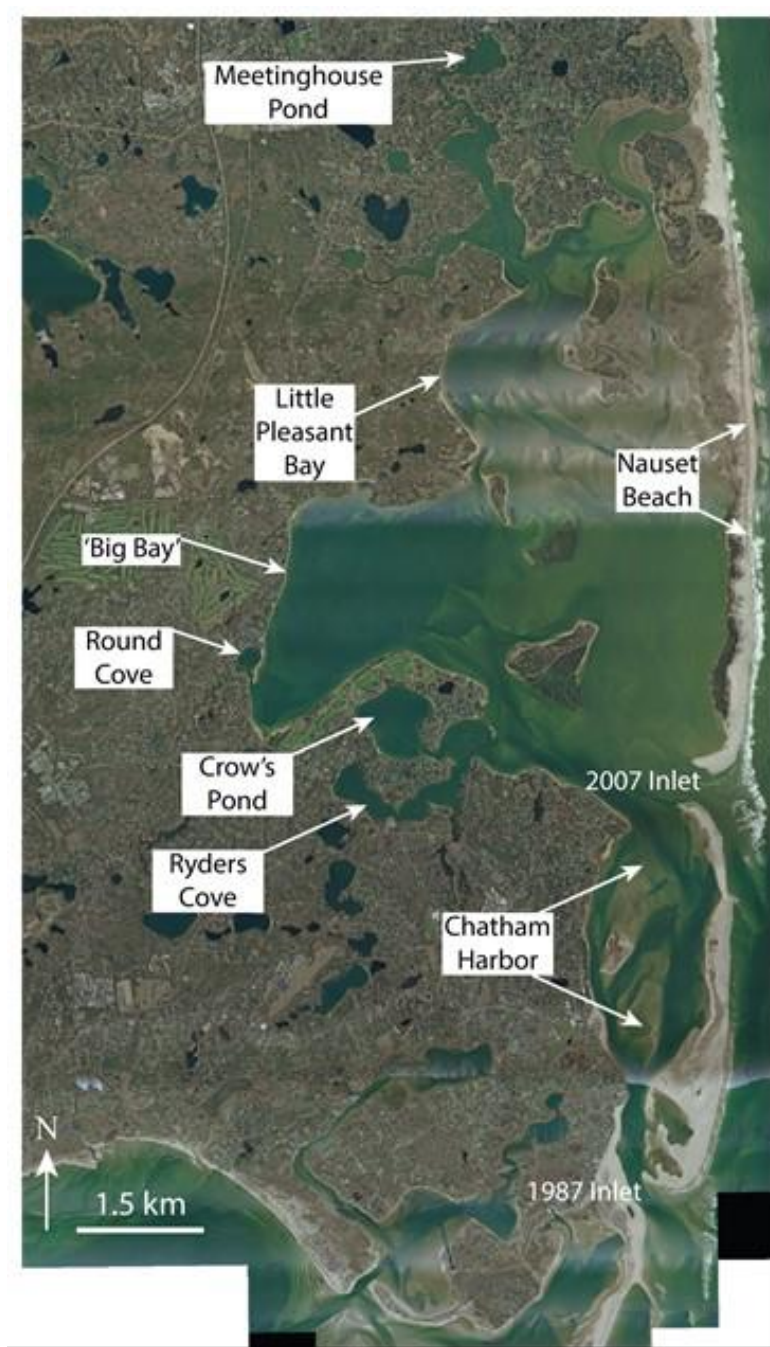 Meetinghouse
Pond
Little
Pleasant
Bay
Nauset
Beach
'Big Bay'
Round
Cove
Crow's
Pond
2007 Inlet
Ryders
Cove
Chatham
Harbor
N
1.5 km
1987 Inlet